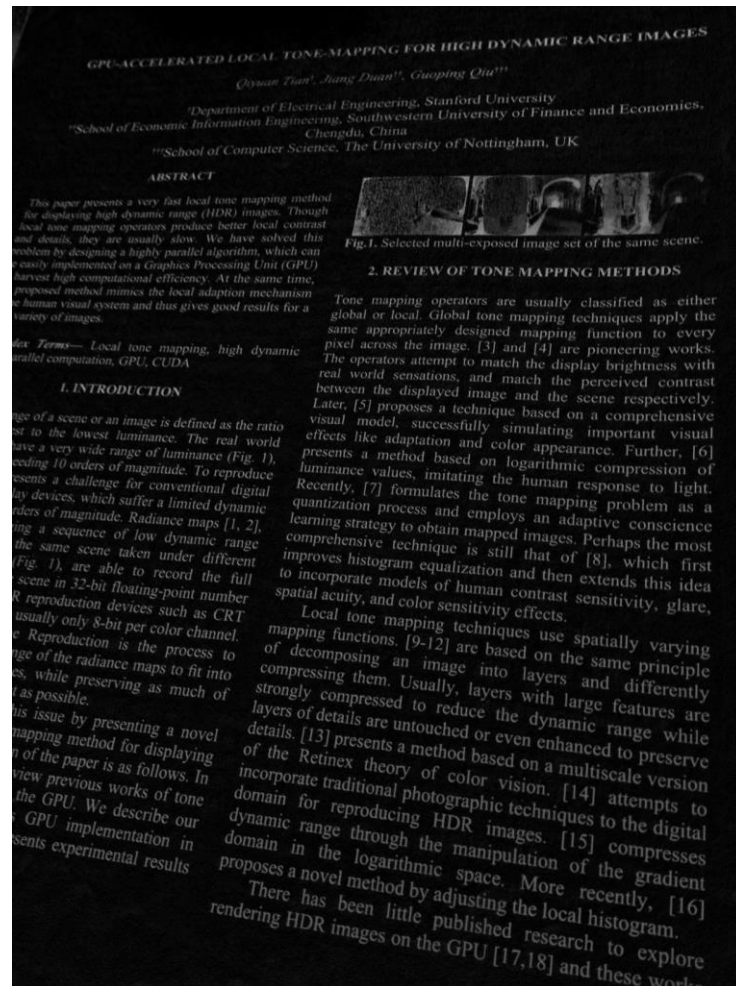 GPU-ACCELERATED LOCAL TONE-MAPPING FOR HIGH DYNAMIC RANGE IMAGES
Qiyuan Tian¹, Jiang Duan¹¹, Guoping Qiu¹¹¹
¹Department of Electrical Engineering, Stanford University
¹¹School of Economic Information Engineering, Southwestern University of Finance and Economics,
Chengdu, China
¹¹¹School of Computer Science, The University of Nottingham, UK
ABSTRACT
This paper presents a very fast local tone mapping method
for displaying high dynamic range (HDR) images. Though
local tone mapping operators produce better local contrast
and details, they are usually slow. We have solved this
problem by designing a highly parallel algorithm, which can
easily implemented on a Graphics Processing Unit (GPU)
harvest high computational efficiency. At the same time,
proposed method mimics the local adaption mechanism
human visual system and thus gives good results for a
variety of images.
Terms— Local tone mapping, high dynamic
parallel computation, GPU, CUDA
1. INTRODUCTION
of a scene or an image is defined as the ratio
to the lowest luminance. The real world
have a very wide range of luminance (Fig. 1),
10 orders of magnitude. To reproduce
a challenge for conventional digital
devices, which suffer a limited dynamic
orders of magnitude. Radiance maps [1, 2],
a sequence of low dynamic range
the same scene taken under different
(Fig. 1), are able to record the full
scene in 32-bit floating-point number
reproduction devices such as CRT
usually only 8-bit per color channel.
Reproduction is the process to
of the radiance maps to fit into
while preserving as much of
as possible.
this issue by presenting a novel
mapping method for displaying
of the paper is as follows. In
previous works of tone
the GPU. We describe our
GPU implementation in
experimental results
Fig.1. Selected multi-exposed image set of the same scene.
2. REVIEW OF TONE MAPPING METHODS
Tone mapping operators are usually classified as either
global or local. Global tone mapping techniques apply the
same appropriately designed mapping function to every
pixel across the image. [3] and [4] are pioneering works.
The operators attempt to match the display brightness with
real world sensations, and match the perceived contrast
between the displayed image and the scene respectively.
Later, [5] proposes a technique based on a comprehensive
visual model, successfully simulating important visual
effects like adaptation and color appearance. Further, [6]
presents a method based on logarithmic compression of
luminance values, imitating the human response to light.
Recently, [7] formulates the tone mapping problem as a
quantization process and employs an adaptive conscience
learning strategy to obtain mapped images. Perhaps the most
comprehensive technique is still that of [8], which first
improves histogram equalization and then extends this idea
to incorporate models of human contrast sensitivity, glare,
spatial acuity, and color sensitivity effects.
Local tone mapping techniques use spatially varying
mapping functions. [9-12] are based on the same principle
of decomposing an image into layers and differently
compressing them. Usually, layers with large features are
strongly compressed to reduce the dynamic range while
layers of details are untouched or even enhanced to preserve
details. [13] presents a method based on a multiscale version
of the Retinex theory of color vision. [14] attempts to
incorporate traditional photographic techniques to the digital
domain for reproducing HDR images. [15] compresses
dynamic range through the manipulation of the gradient
domain in the logarithmic space. More recently, [16]
proposes a novel method by adjusting the local histogram.
There has been little published research to explore
rendering HDR images on the GPU [17,18] and these works